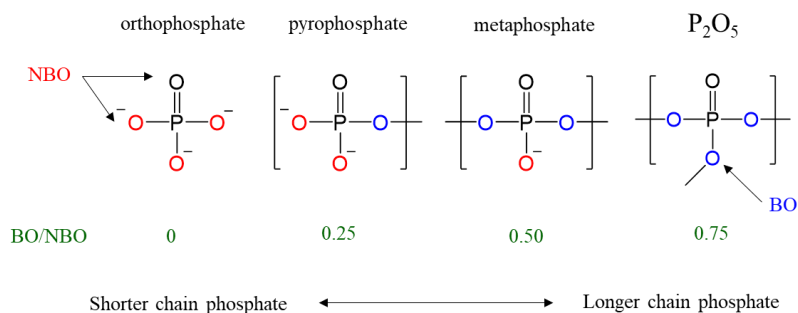 orthophosphate pyrophosphate metaphosphate P₂O₅
NBO
O O O O
⁻O P O⁻ ⁻O P O O P O O P O
O⁻ O⁻ O⁻ O
BO
BO/NBO 0 0.25 0.50 0.75
Shorter chain phosphate Longer chain phosphate